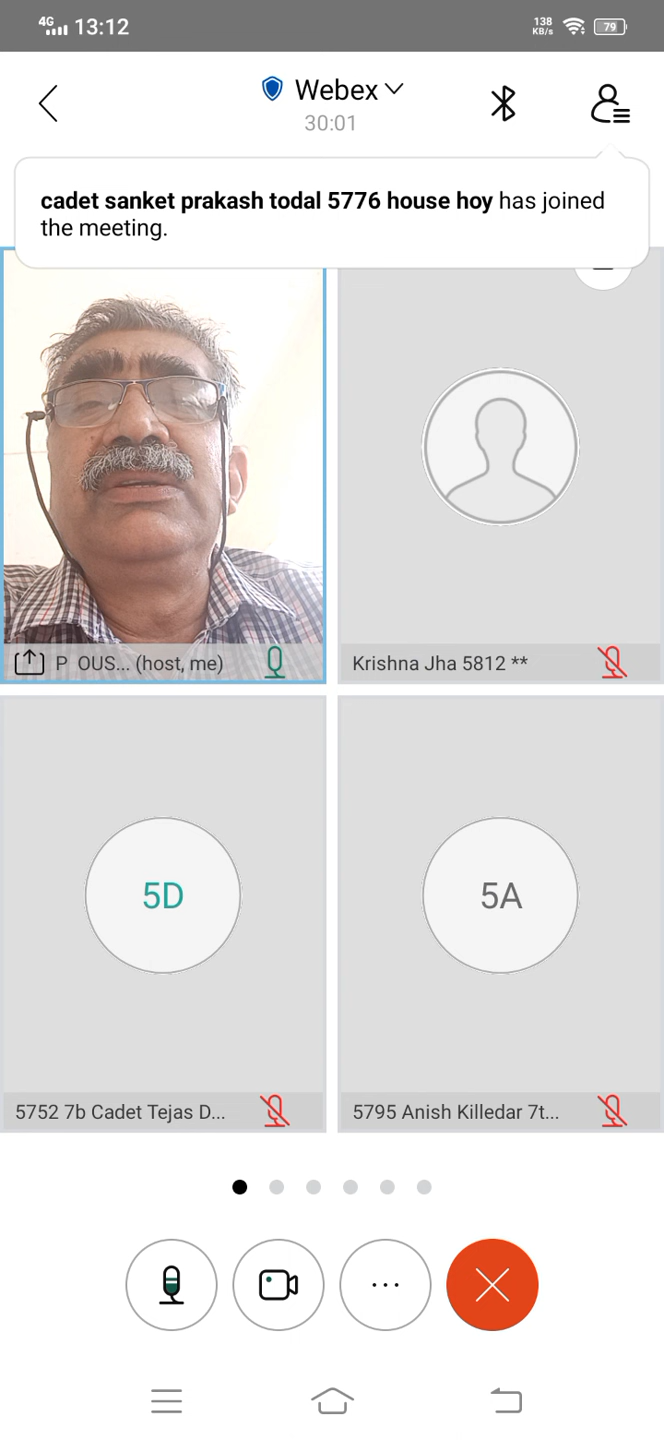 4G 13:12 138 KB/s 79
Webex
30:01
cadet sanket prakash todal 5776 house hoy has joined
the meeting.
P OUS... (host, me)
Krishna Jha 5812 **
5D
5A
5752 7b Cadet Tejas D...
5795 Anish Killedar 7t...